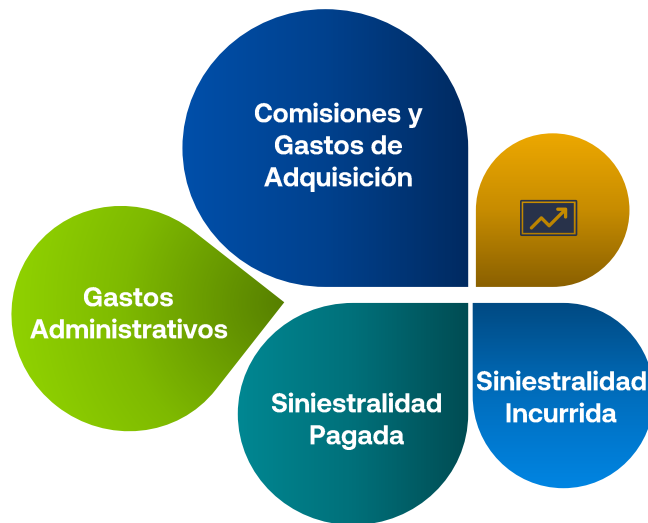 Comisiones y
Gastos de
Adquisición
Gastos
Administrativos
Siniestralidad
Pagada
Siniestralidad
Incurrida